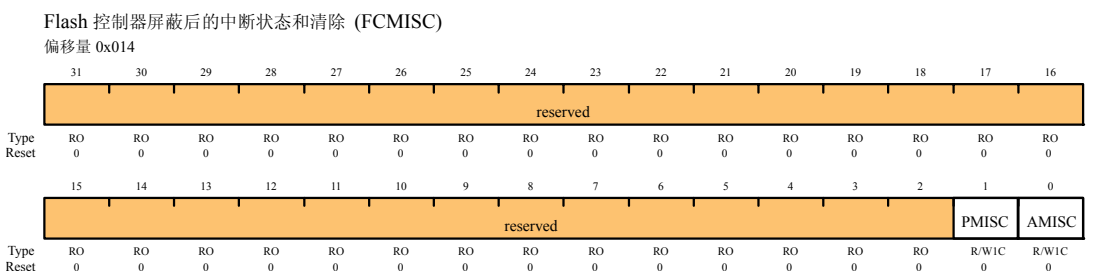 Flash 控制器屏蔽后的中断状态和清除 (FCMISC)
偏移量 0x014
31 30 29 28 27 26 25 24 23 22 21 20 19 18 17 16
reserved
Type RO RO RO RO RO RO RO RO RO RO RO RO RO RO RO RO
Reset 0 0 0 0 0 0 0 0 0 0 0 0 0 0 0 0
15 14 13 12 11 10 9 8 7 6 5 4 3 2 1 0
reserved PMISC AMISC
Type RO RO RO RO RO RO RO RO RO RO RO RO RO RO R/W1C R/W1C
Reset 0 0 0 0 0 0 0 0 0 0 0 0 0 0 0 0